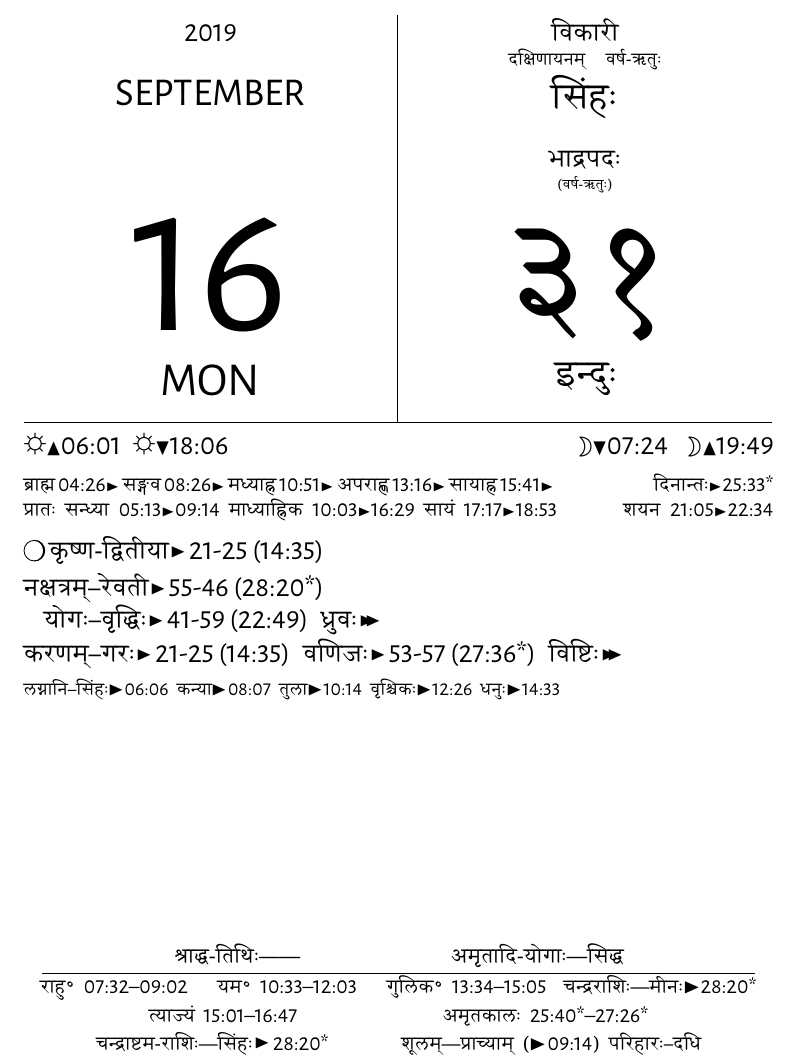 2019
SEPTEMBER
16
MON
विकारी
दक्षिणायनम् वर्ष-ऋतुः
सिंहः
भाद्रपदः
(वर्ष-ऋतुः)
३१
इन्दुः
☼▲06:01 ☼▼18:06 ☽▼07:24 ☽▲19:49
ब्राह्म 04:26► सङ्गव 08:26► मध्याह्न 10:51► अपराह्ण 13:16► सायाह्न 15:41► दिनान्तः►25:33*
प्रातः सन्ध्या 05:13►09:14 माध्याह्निक 10:03►16:29 सायं 17:17►18:53 शयन 21:05►22:34
❍कृष्ण-द्वितीया►21-25 (14:35)
नक्षत्रम्–रेवती►55-46 (28:20*)
योगः–वृद्धिः►41-59 (22:49) ध्रुवः►►
करणम्–गरः►21-25 (14:35) वणिजः►53-57 (27:36*) विष्टिः►►
लग्नानि–सिंहः►06:06 कन्या►08:07 तुला►10:14 वृश्चिकः►12:26 धनुः►14:33
श्राद्ध-तिथिः—— अमृतादि-योगाः—सिद्ध
राहु॰ 07:32–09:02 यम॰ 10:33–12:03 गुलिक॰ 13:34–15:05 चन्द्रराशिः—मीनः►28:20*
त्याज्यं 15:01–16:47 अमृतकालः 25:40*–27:26*
चन्द्राष्टम-राशिः—सिंहः►28:20* शूलम्—प्राच्याम् (►09:14) परिहारः–दधि